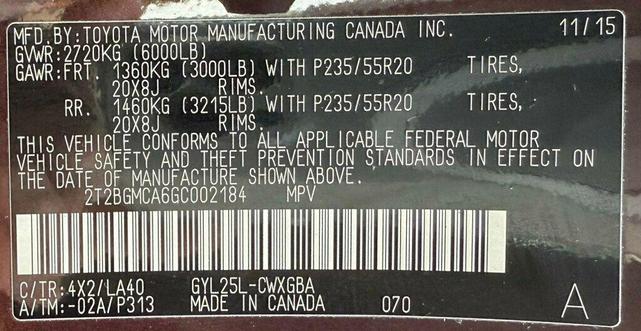 MFD.BY:TOYOTA MOTOR MANUFACTURING CANADA INC. 11/15
GVWR:2720KG (6000LB)
GAWR:FRT. 1360KG (3000LB) WITH P235/55R20 TIRES,
20X8J RIMS.
RR. 1460KG (3215LB) WITH P235/55R20 TIRES,
20X8J RIMS.
THIS VEHICLE CONFORMS TO ALL APPLICABLE FEDERAL MOTOR
VEHICLE SAFETY AND THEFT PREVENTION STANDARDS IN EFFECT ON
THE DATE OF MANUFACTURE SHOWN ABOVE.
2T2BGMCA6GC002184 MPV
C/TR:4X2/LA40 GYL25L-CWXGBA
A/TM:-02A/P313 MADE IN CANADA 070 A